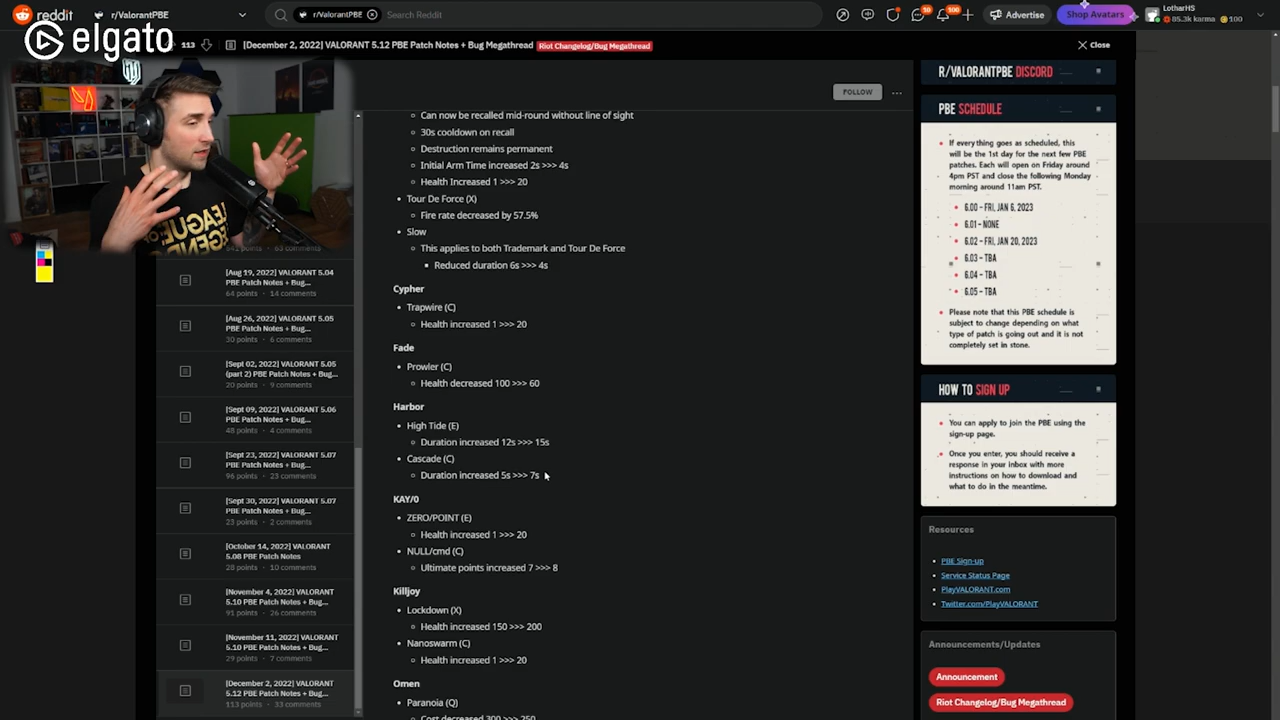 reddit
r/ValorantPBE
r/ValorantPBE
Search Reddit
Advertise
Shop Avatars
LotharHS
85.3k karma
100
elgato
113
[December 2, 2022] VALORANT 5.12 PBE Patch Notes + Bug Megathread
Riot Changelog/Bug Megathread
Close
FOLLOW
LEAGUE OF
LEGENDS
63 comments
[Aug 19, 2022] VALORANT 5.04
PBE Patch Notes + Bug...
64 points · 14 comments
[Aug 26, 2022] VALORANT 5.05
PBE Patch Notes + Bug...
30 points · 6 comments
[Sept 02, 2022] VALORANT 5.05
(part 2) PBE Patch Notes + Bug...
20 points · 9 comments
[Sept 09, 2022] VALORANT 5.06
PBE Patch Notes + Bug...
48 points · 4 comments
[Sept 23, 2022] VALORANT 5.07
PBE Patch Notes + Bug...
96 points · 23 comments
[Sept 30, 2022] VALORANT 5.07
PBE Patch Notes + Bug...
23 points · 2 comments
[October 14, 2022] VALORANT
5.08 PBE Patch Notes
28 points · 10 comments
[November 4, 2022] VALORANT
5.10 PBE Patch Notes + Bug...
91 points · 26 comments
[November 11, 2022] VALORANT
5.10 PBE Patch Notes + Bug...
29 points · 7 comments
[December 2, 2022] VALORANT
5.12 PBE Patch Notes + Bug...
113 points · 33 comments
Can now be recalled mid-round without line of sight
30s cooldown on recall
Destruction remains permanent
Initial Arm Time increased 2s >>> 4s
Health Increased 1 >>> 20
Tour De Force (X)
Fire rate decreased by 57.5%
Slow
This applies to both Trademark and Tour De Force
Reduced duration 6s >>> 4s
Cypher
Trapwire (C)
Health increased 1 >>> 20
Fade
Prowler (C)
Health decreased 100 >>> 60
Harbor
High Tide (E)
Duration increased 12s >>> 15s
Cascade (C)
Duration increased 5s >>> 7s
KAY/0
ZERO/POINT (E)
Health increased 1 >>> 20
NULL/cmd (C)
Ultimate points increased 7 >>> 8
Killjoy
Lockdown (X)
Health increased 150 >>> 200
Nanoswarm (C)
Health increased 1 >>> 20
Omen
Paranoia (Q)
Cost decreased 300 >>> 250
R/VALORANTPBE DISCORD
PBE SCHEDULE
If everything goes as scheduled, this
will be the 1st day for the next few PBE
patches. Each will open on Friday around
4pm PST and close the following Monday
morning around 11am PST.
6.00 - FRI, JAN 6, 2023
6.01 - NONE
6.02 - FRI, JAN 20, 2023
6.03 - TBA
6.04 - TBA
6.05 - TBA
Please note that this PBE schedule is
subject to change depending on what
type of patch is going out and it is not
completely set in stone.
HOW TO SIGN UP
You can apply to join the PBE using the
sign-up page.
Once you enter, you should receive a
response in your inbox with more
instructions on how to download and
what to do in the meantime.
Resources
PBE Sign-up
Service Status Page
PlayVALORANT.com
Twitter.com/PlayVALORANT
Announcements/Updates
Announcement
Riot Changelog/Bug Megathread